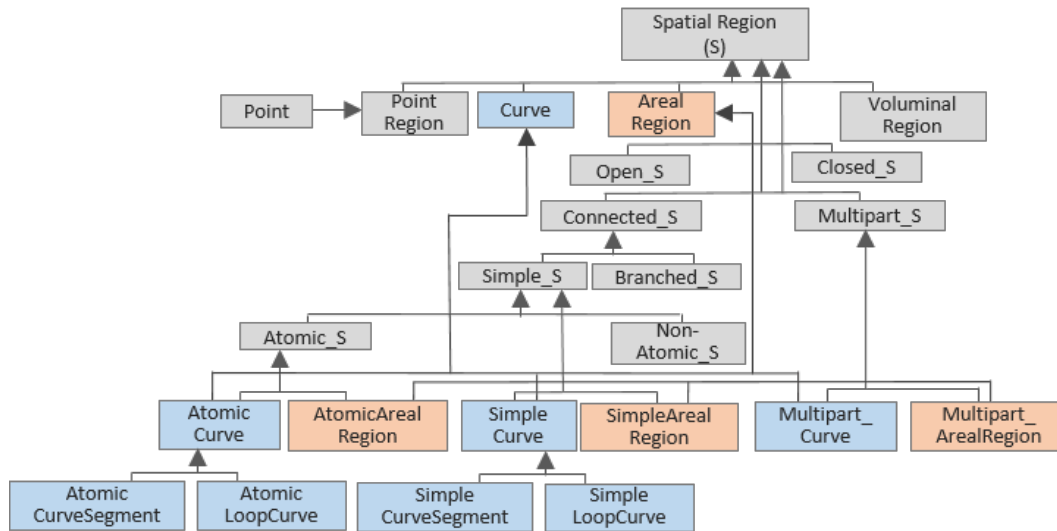 Spatial Region
(S)
Point
Point
Region
Curve
Areal
Region
Voluminal
Region
Open_S
Closed_S
Connected_S
Multipart_S
Simple_S
Branched_S
Atomic_S
Non-
Atomic_S
Atomic
Curve
AtomicAreal
Region
Simple
Curve
SimpleAreal
Region
Multipart_
Curve
Multipart_
ArealRegion
Atomic
CurveSegment
Atomic
LoopCurve
Simple
CurveSegment
Simple
LoopCurve